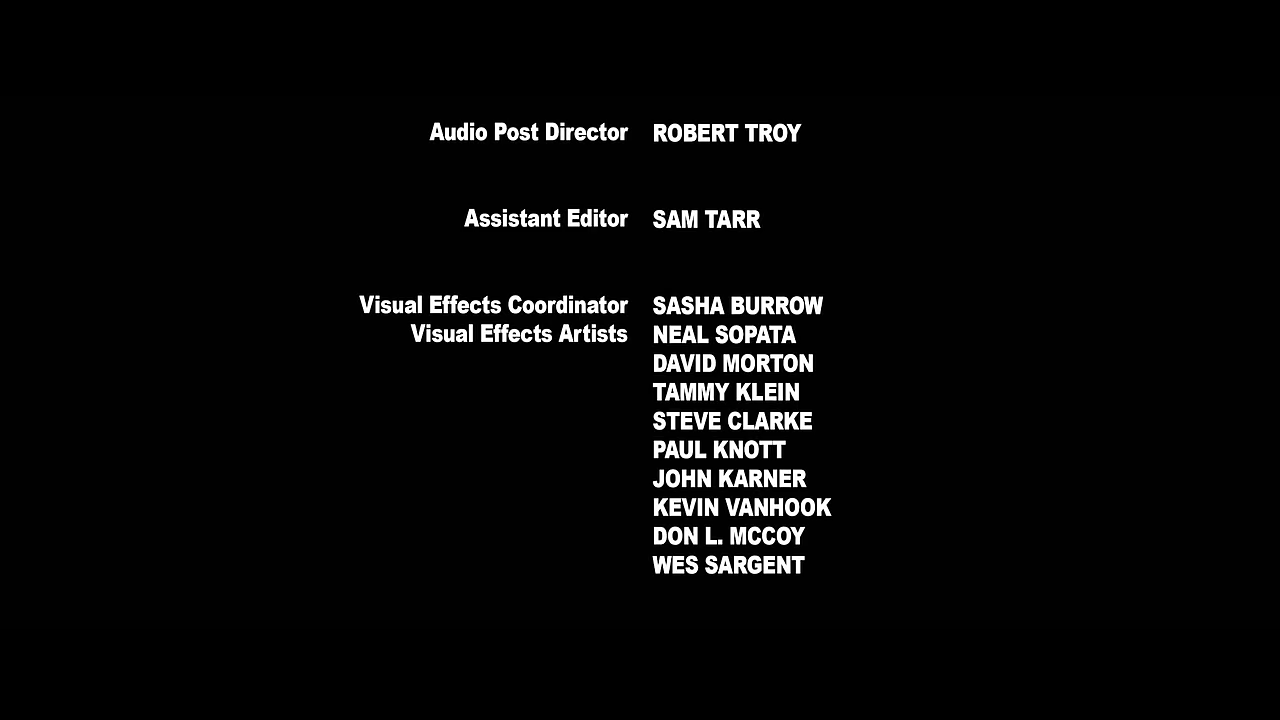 Audio Post Director ROBERT TROY
Assistant Editor SAM TARR
Visual Effects Coordinator SASHA BURROW
Visual Effects Artists NEAL SOPATA
DAVID MORTON
TAMMY KLEIN
STEVE CLARKE
PAUL KNOTT
JOHN KARNER
KEVIN VANHOOK
DON L. MCCOY
WES SARGENT